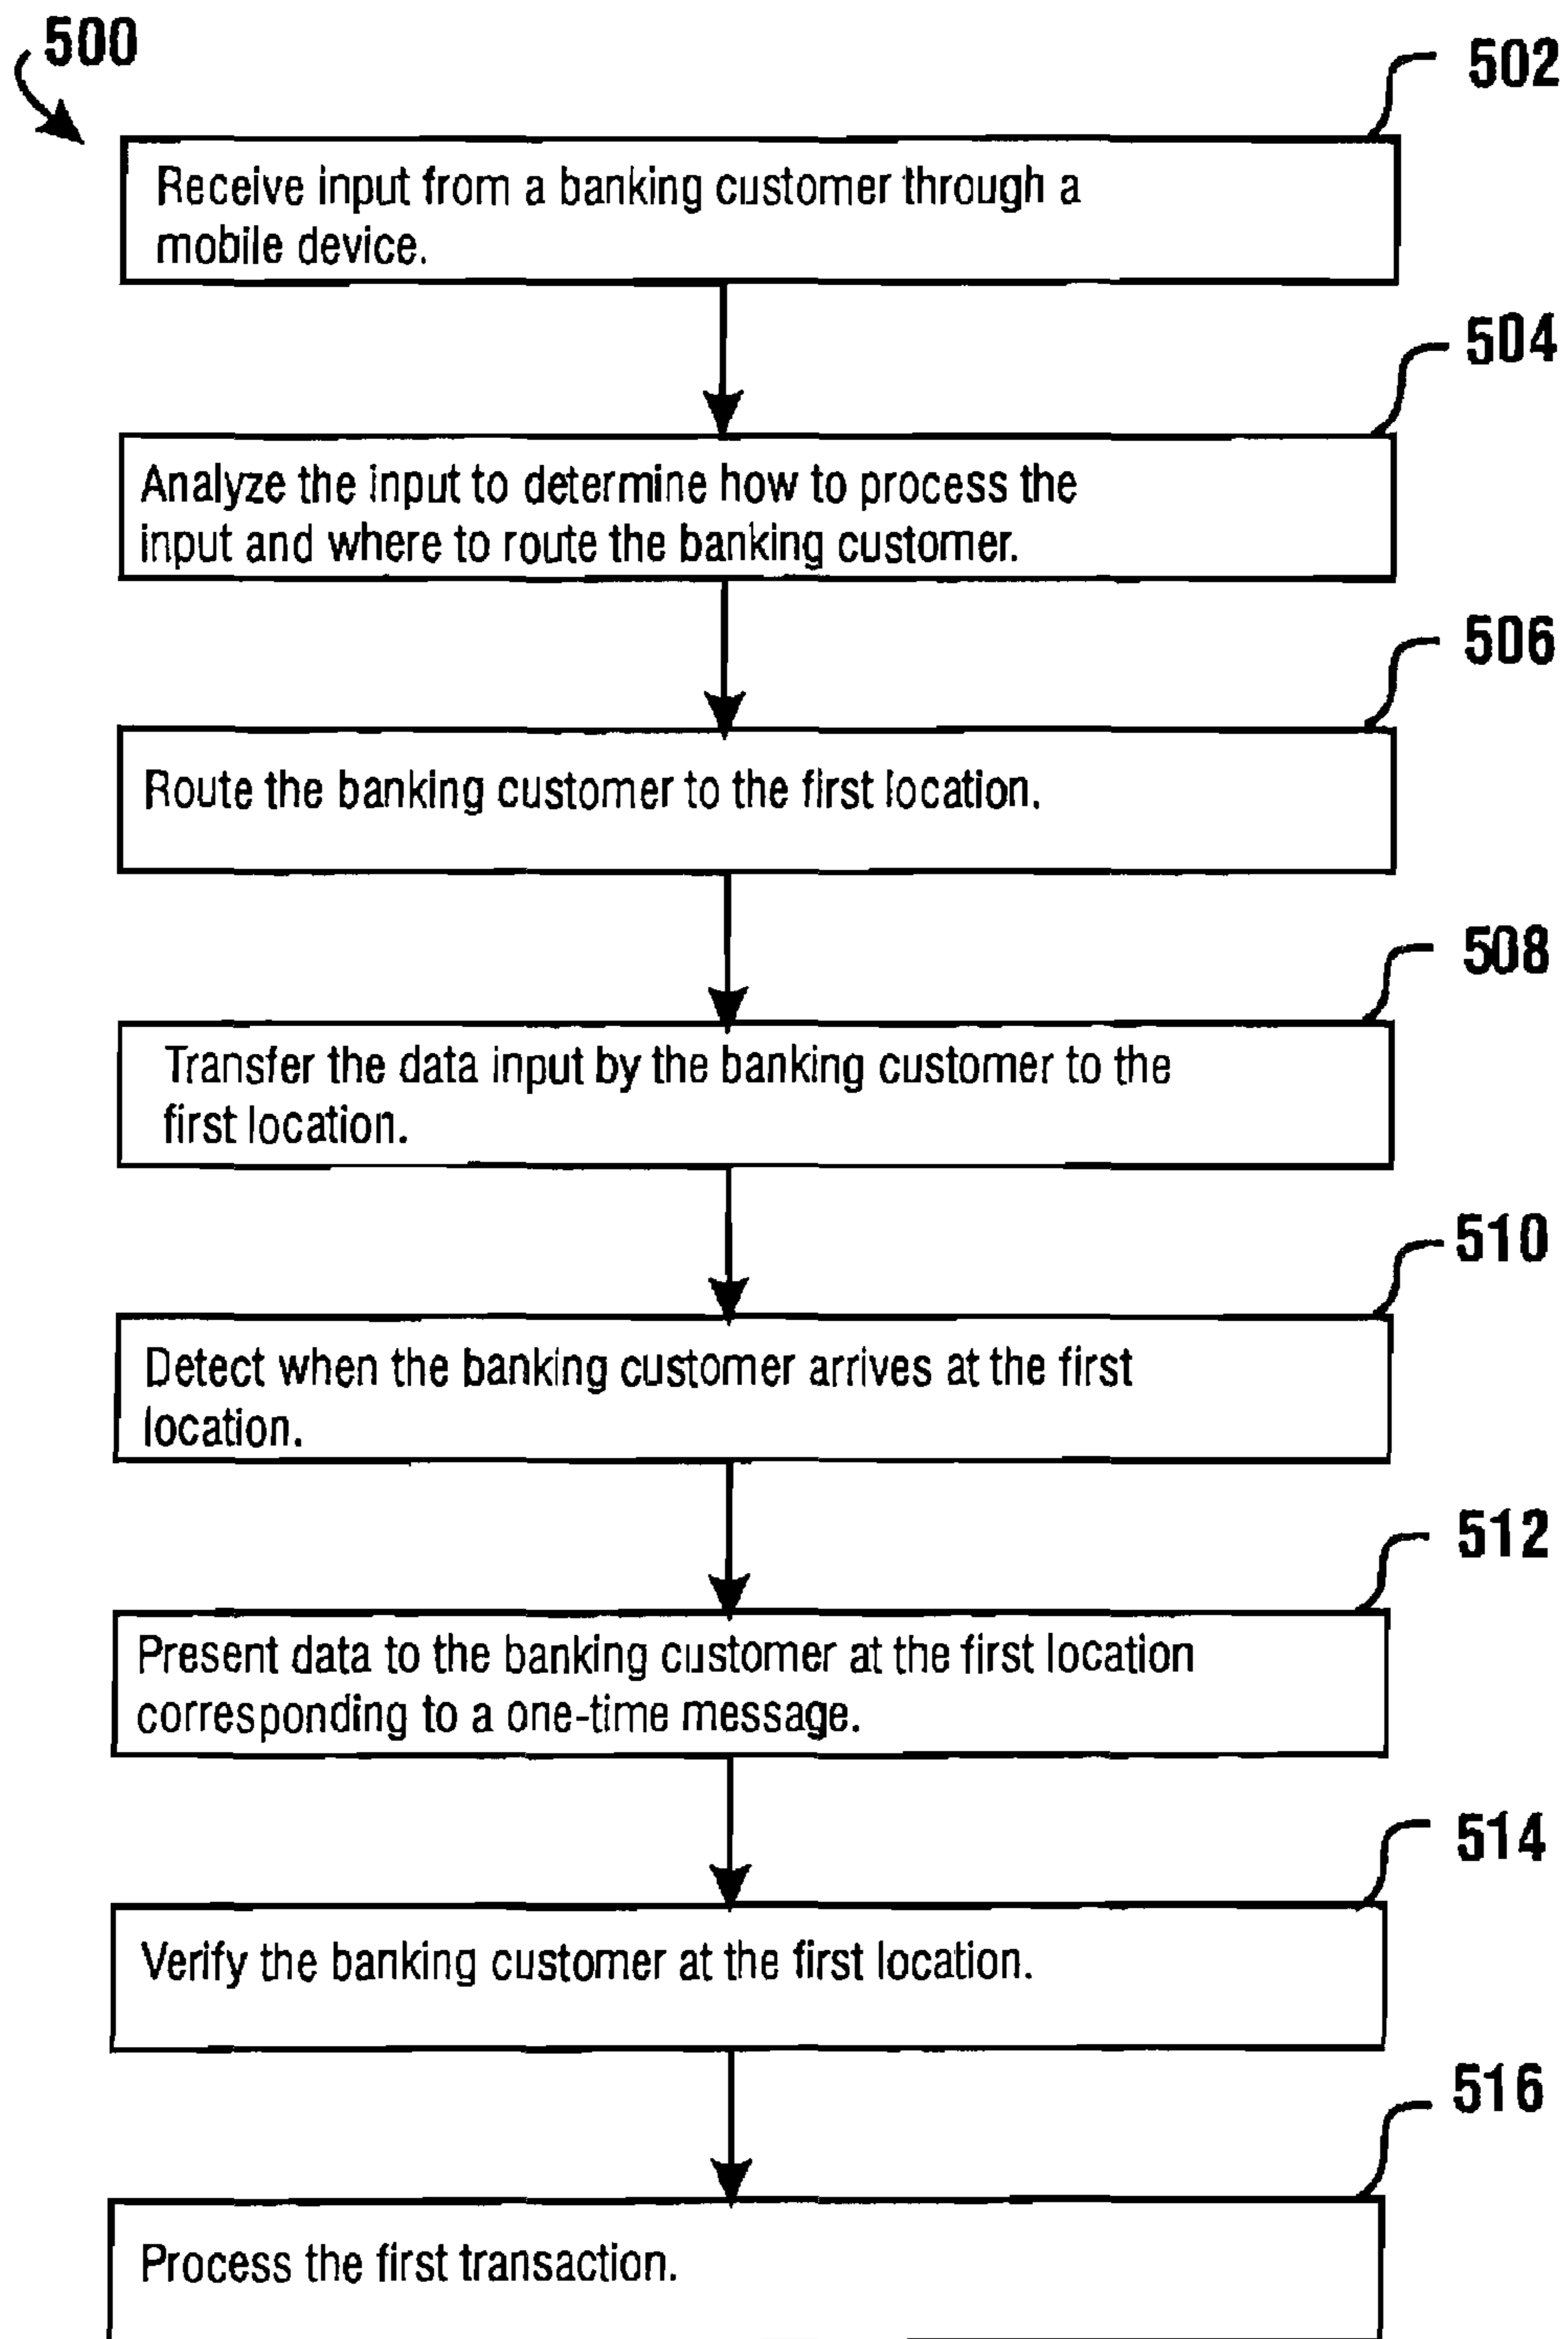 500
502
Receive input from a banking customer through a
mobile device.
504
Analyze the input to determine how to process the
input and where to route the banking customer.
506
Route the banking customer to the first location.
508
Transfer the data input by the banking customer to the
first location.
510
Detect when the banking customer arrives at the first
location.
512
Present data to the banking customer at the first location
corresponding to a one-time message.
514
Verify the banking customer at the first location.
516
Process the first transaction.